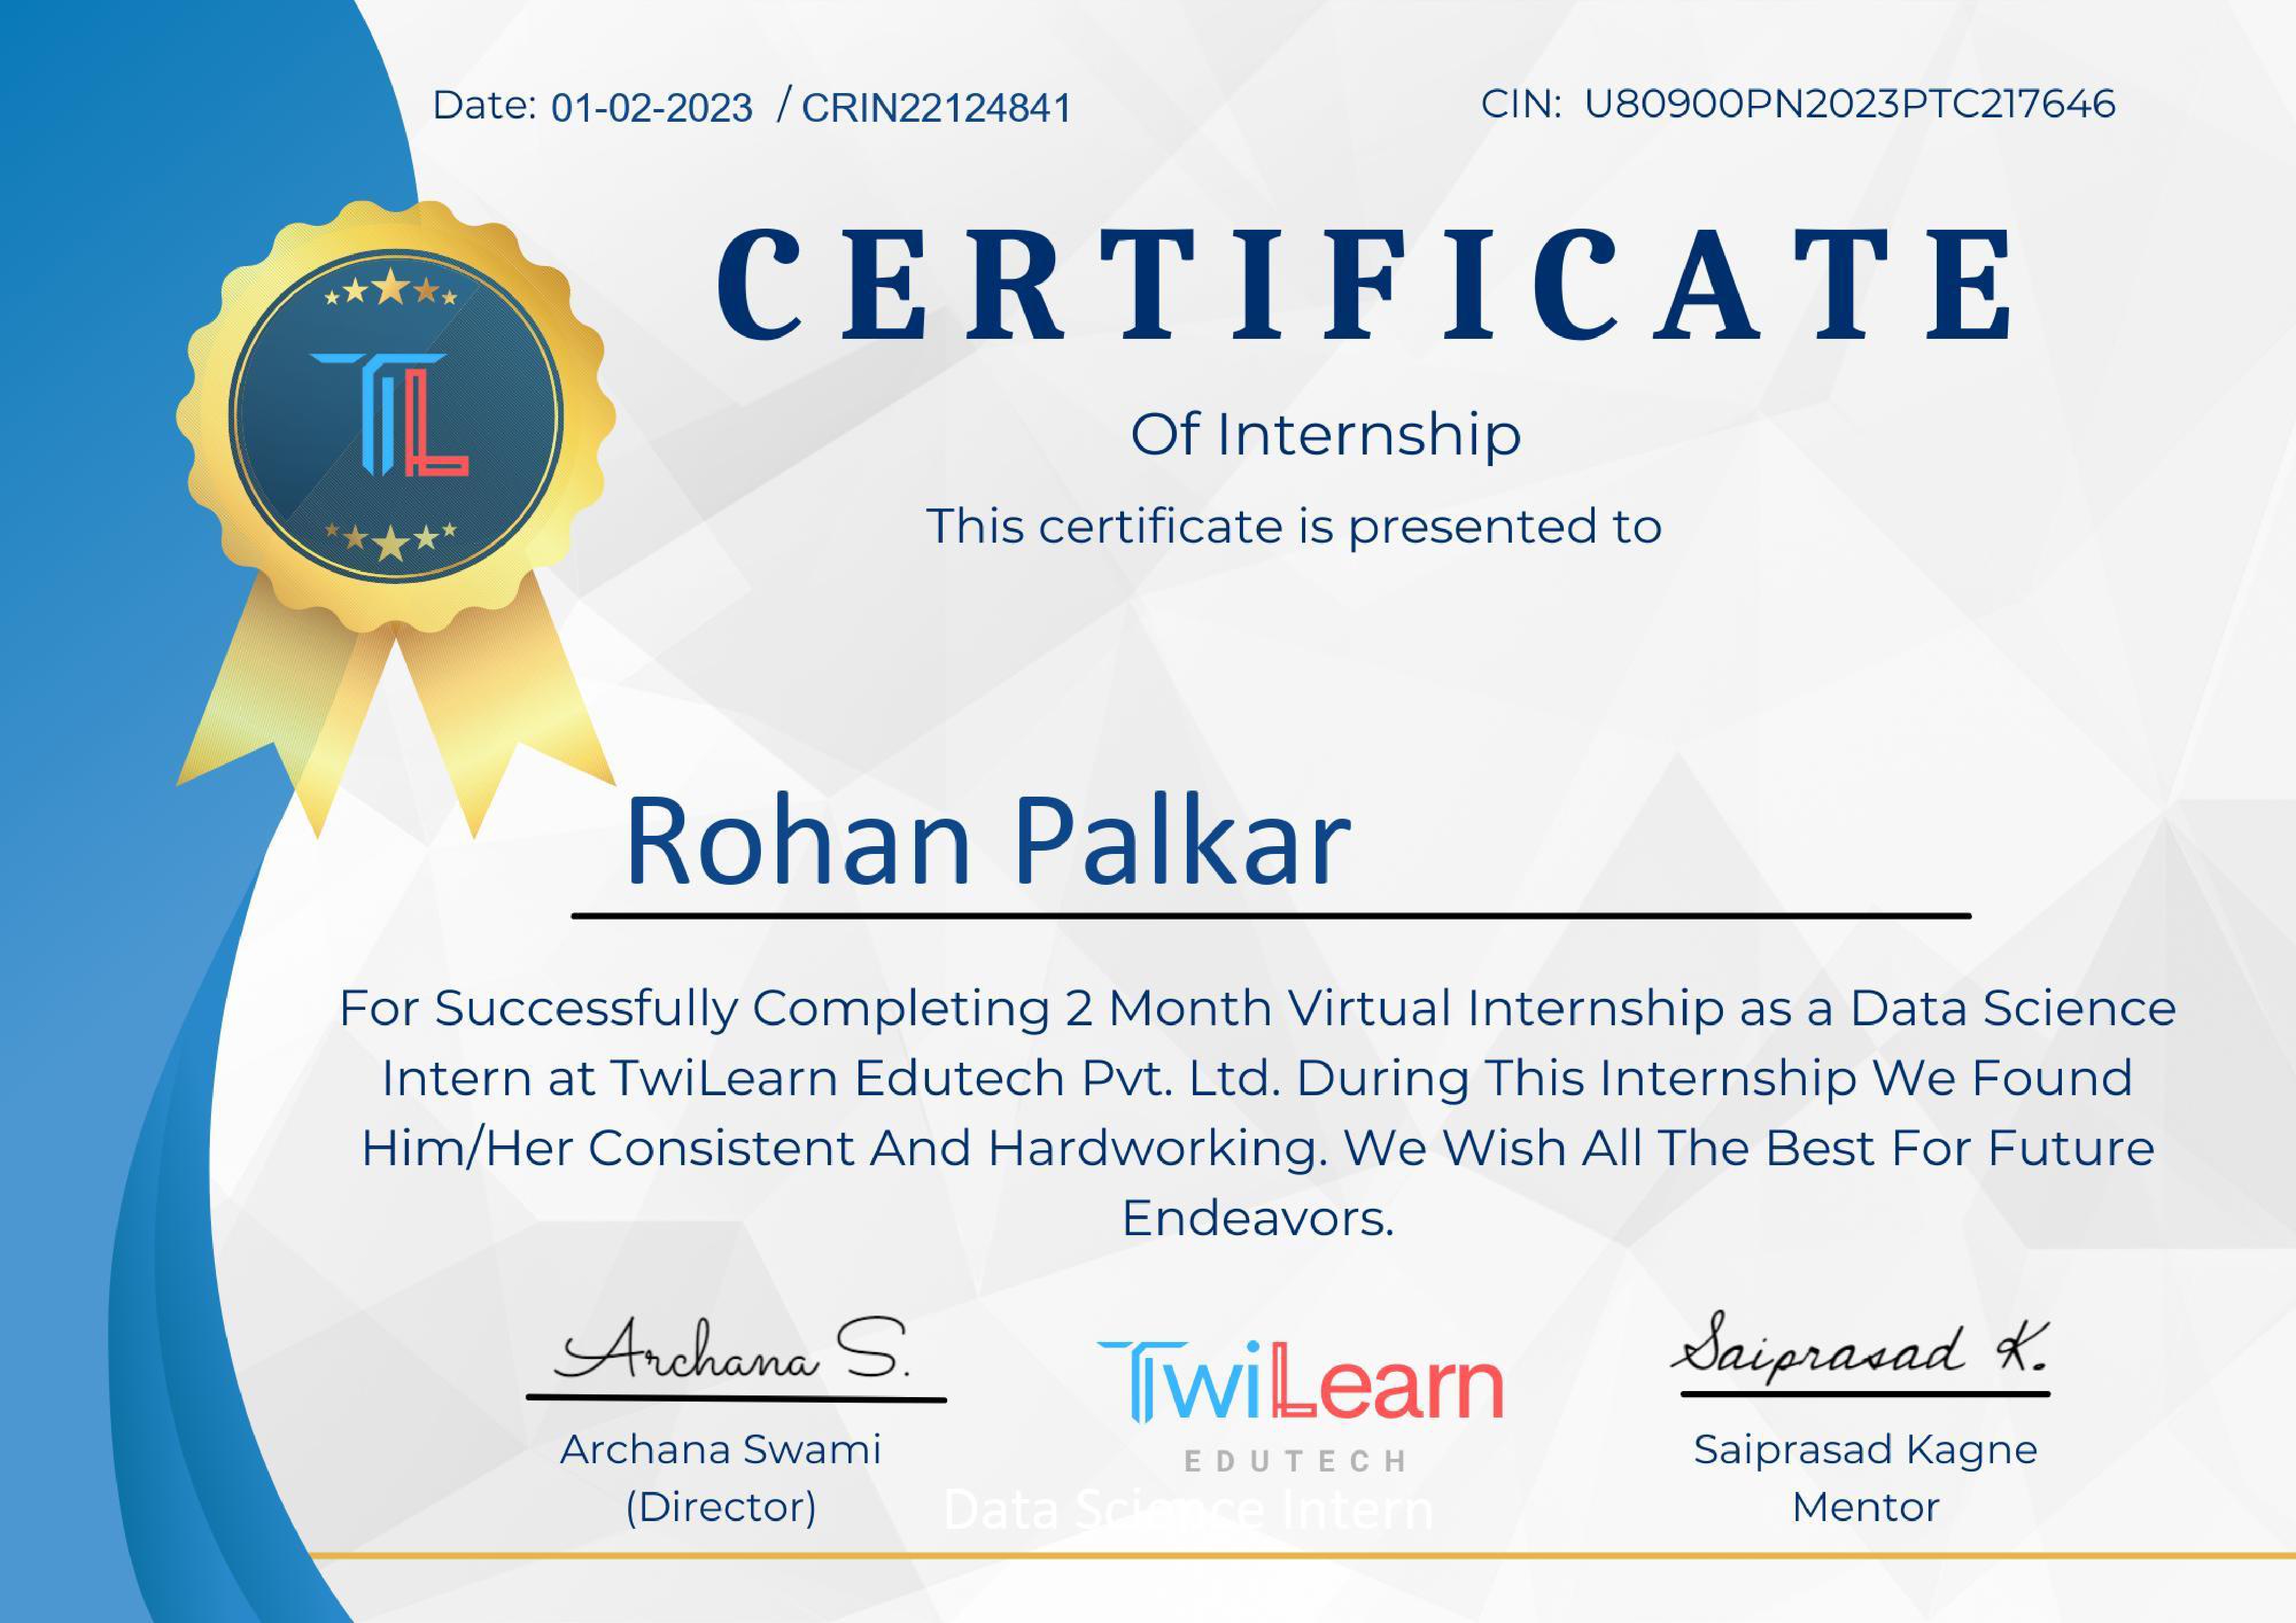 Date: 01-02-2023 / CRIN22124841
CIN: U80900PN2023PTC217646
CERTIFICATE
Of Internship
This certificate is presented to
TL
Rohan Palkar
For Successfully Completing 2 Month Virtual Internship as a Data Science
Intern at TwiLearn Edutech Pvt. Ltd. During This Internship We Found
Him/Her Consistent And Hardworking. We Wish All The Best For Future
Endeavors.
Archana S.
Archana Swami
(Director)
TwiLearn
EDUTECH
Data Science Intern
Saiprasad K.
Saiprasad Kagne
Mentor